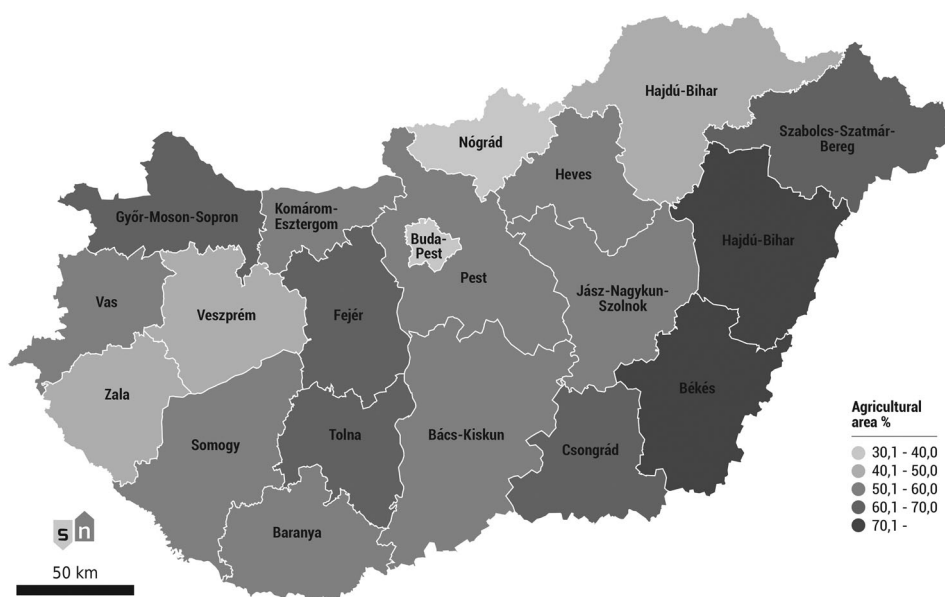 Hajdú-Bihar
Nógrád
Szabolcs-Szatmár-
Bereg
Heves
Győr-Moson-Sopron
Komárom-
Esztergom
Buda-
Pest
Hajdú-Bihar
Pest
Jász-Nagykun-
Szolnok
Vas
Veszprém
Fejér
Zala
Békés
Somogy
Tolna
Bács-Kiskun
Csongrád
Baranya
Agricultural
area %
30,1 - 40,0
40,1 - 50,0
50,1 - 60,0
60,1 - 70,0
70,1 -
s n
50 km